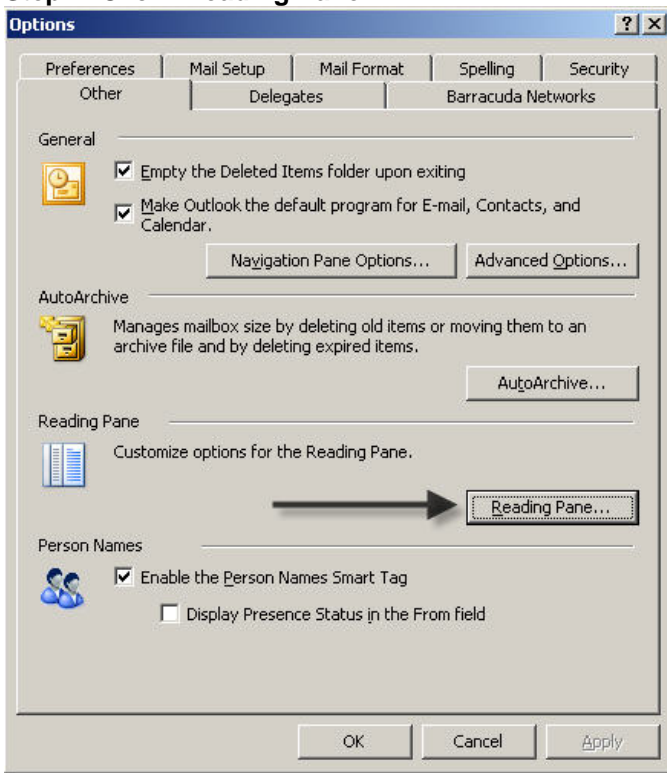 Options
Preferences Mail Setup Mail Format Spelling Security
Other Delegates Barracuda Networks
General
Empty the Deleted Items folder upon exiting
Make Outlook the default program for E-mail, Contacts, and
Calendar.
Navigation Pane Options... Advanced Options...
AutoArchive
Manages mailbox size by deleting old items or moving them to an
archive file and by deleting expired items.
AutoArchive...
Reading Pane
Customize options for the Reading Pane.
Reading Pane...
Person Names
Enable the Person Names Smart Tag
Display Presence Status in the From field
OK Cancel Apply